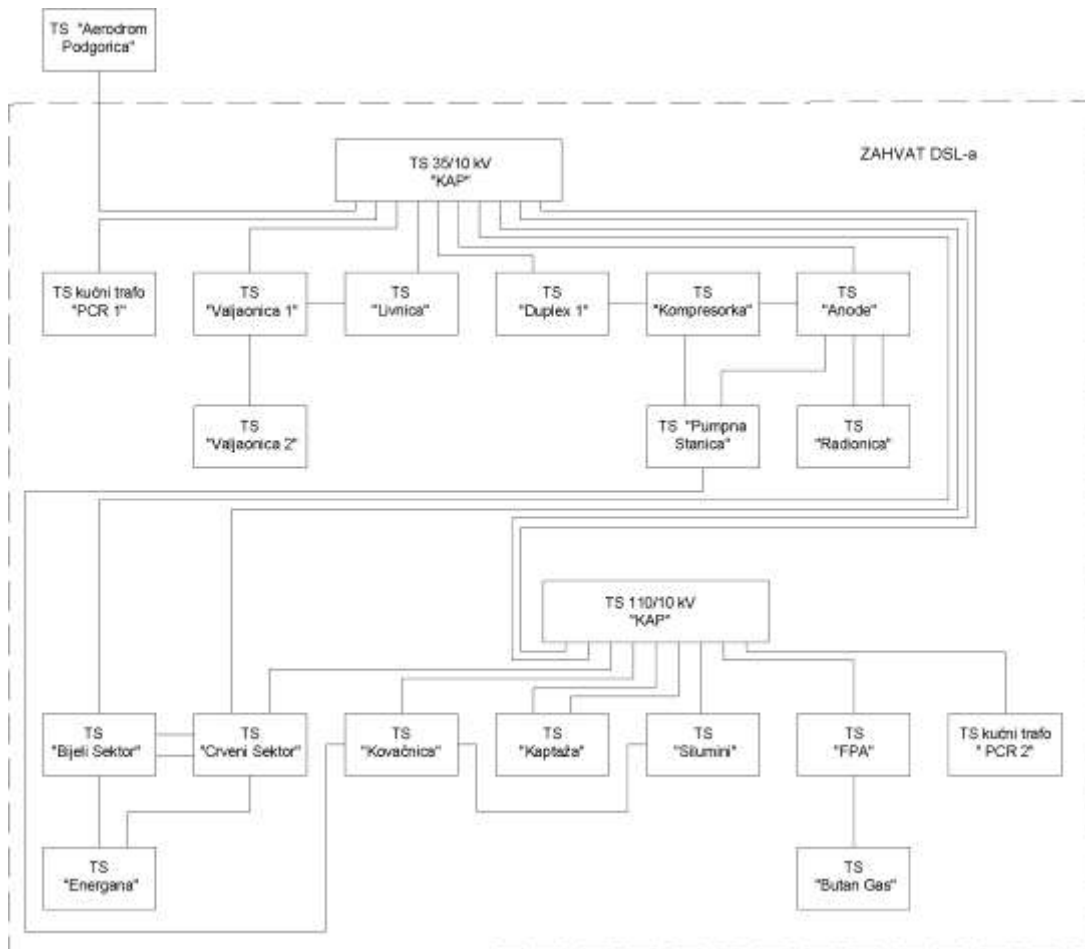 TS "Aerodrom
Podgorica"
ZAHVAT DSL-a
TS 35/10 kV
"KAP"
TS kućni trafo
"PCR 1"
TS
"Valjaonica 1"
TS
"Livnica"
TS
"Duplex 1"
TS
"Kompresorka"
TS
"Anode"
TS
"Valjaonica 2"
TS "Pumpna
Stanica"
TS
"Radionica"
TS 110/10 kV
"KAP"
TS
"Bijeli Sektor"
TS
"Crveni Sektor"
TS
"Kovačnica"
TS
"Kaptaža"
TS
"Silumini"
TS
"FPA"
TS kućni trafo
" PCR 2"
TS
"Energana"
TS
"Butan Gas"